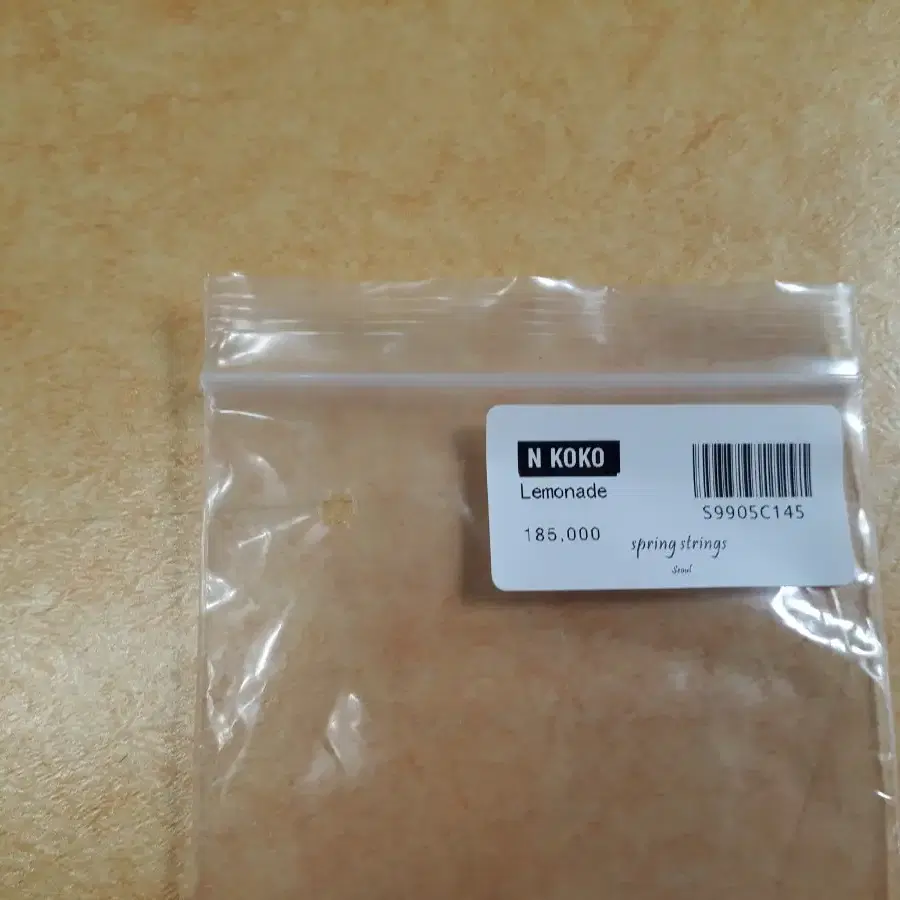 N KOKO
Lemonade
S9905C145
185,000
spring strings
Seoul